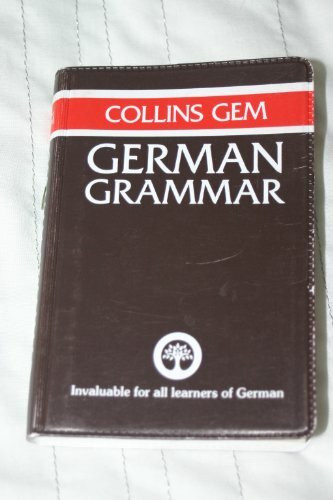 COLLINS GEM
GERMAN
GRAMMAR
Invaluable for all learners of German